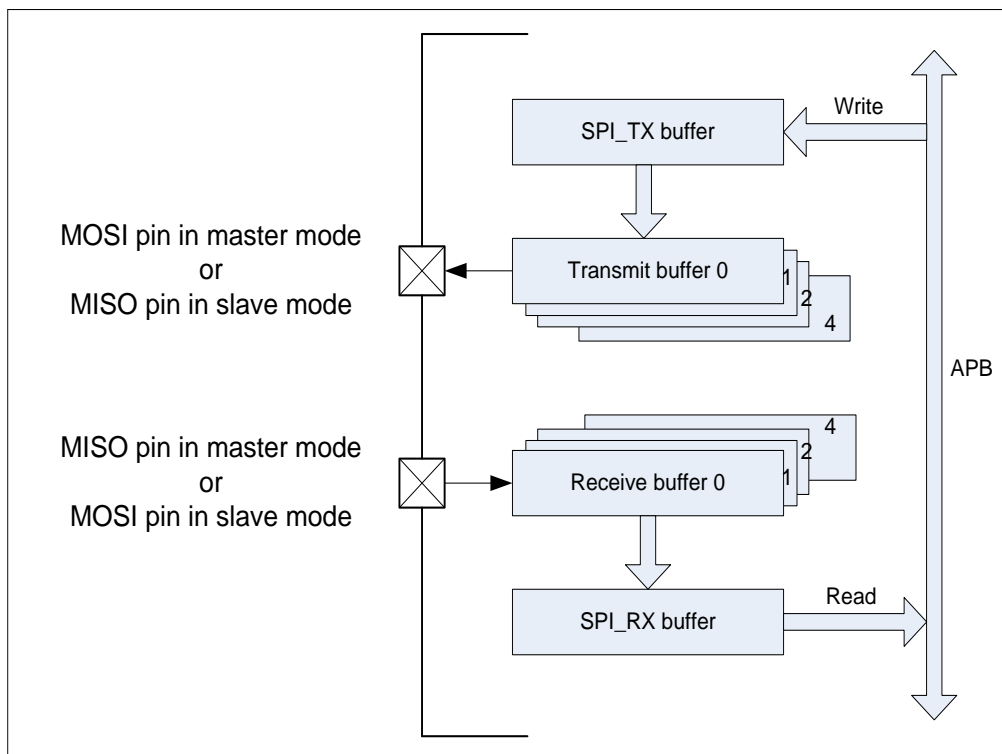 Write
SPI_TX buffer
MOSI pin in master mode
or
MISO pin in slave mode
Transmit buffer 0
1
2
4
APB
4
2
1
MISO pin in master mode
or
MOSI pin in slave mode
Receive buffer 0
Read
SPI_RX buffer